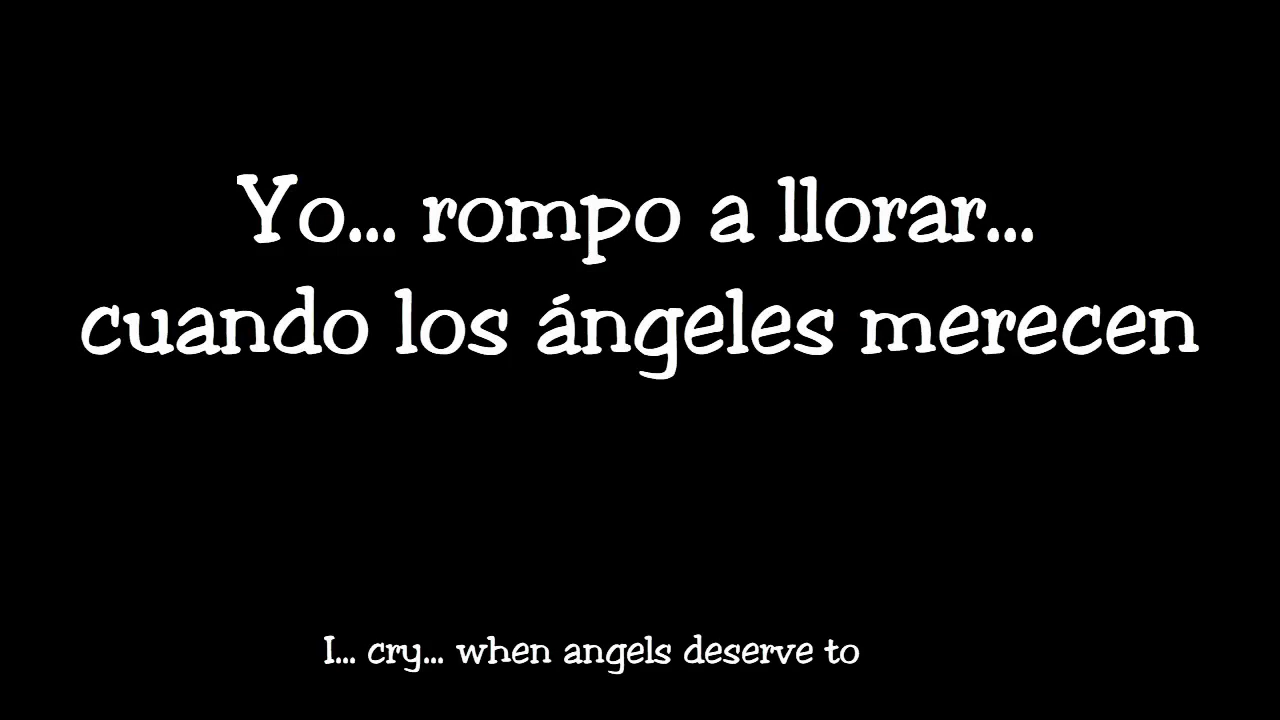 Yo... rompo a llorar...
cuando los ángeles merecen
I... cry... when angels deserve to